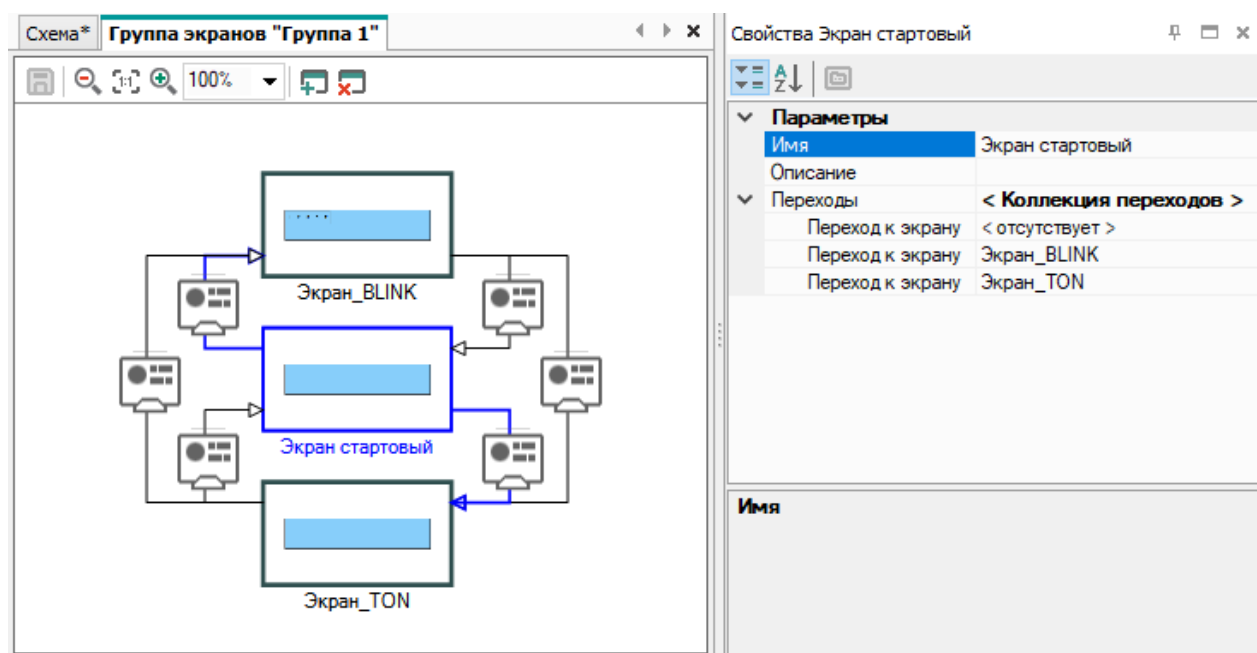 Схема* Группа экранов "Группа 1"
100%
Экран_BLINK
Экран стартовый
Экран_TON
Свойства Экран стартовый
Параметры
Имя Экран стартовый
Описание
Переходы < Коллекция переходов >
Переход к экрану < отсутствует >
Переход к экрану Экран_BLINK
Переход к экрану Экран_TON
Имя